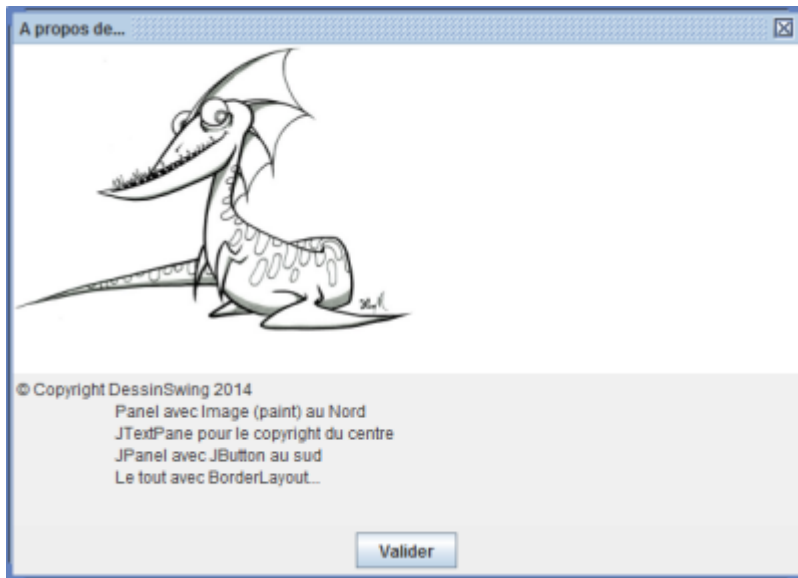 A propos de...
© Copyright DessinSwing 2014
Panel avec Image (paint) au Nord
JTextPane pour le copyright du centre
JPanel avec JButton au sud
Le tout avec BorderLayout...
Valider